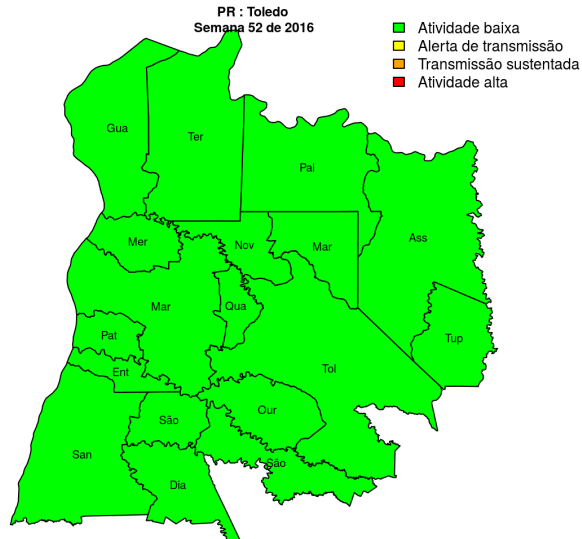 PR : Toledo
Semana 52 de 2016
Atividade baixa
Alerta de transmissão
Transmissão sustentada
Atividade alta
Gua
Ter
Pal
Mer
Nov
Mar
Ass
Mar
Qua
Pat
Tup
Ent
Tol
Our
São
San
São
Dia